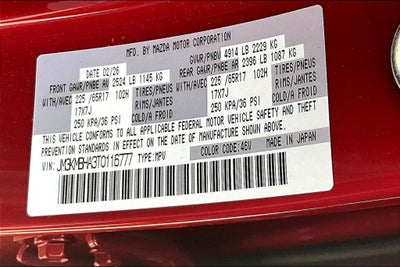 MFD. BY MAZDA MOTOR CORPORATION
DATE 02/26 GVWR/PNBV 4914 LB 2229 KG
FRONT GAWR/PNBE AV 2524 LB 1145 KG REAR GAWR/PNBE AR 2396 LB 1087 KG
WITH/AVEC 225 /65R17 102H TIRES/PNEUS WITH/AVEC 225 /65R17 102H TIRES/PNEUS
17X7J RIMS/JANTES 17X7J RIMS/JANTES
250 KPA/36 PSI COLD/FROID 250 KPA/36 PSI COLD/FROID
THIS VEHICLE CONFORMS TO ALL APPLICABLE FEDERAL MOTOR VEHICLE SAFETY AND THEFT
PREVENTION STANDARDS IN EFFECT ON THE DATE OF MANUFACTURE SHOWN ABOVE.
VIN: JM3KMBHA3T0116777 TYPE:MPV COLOR CODE:46V MADE IN JAPAN